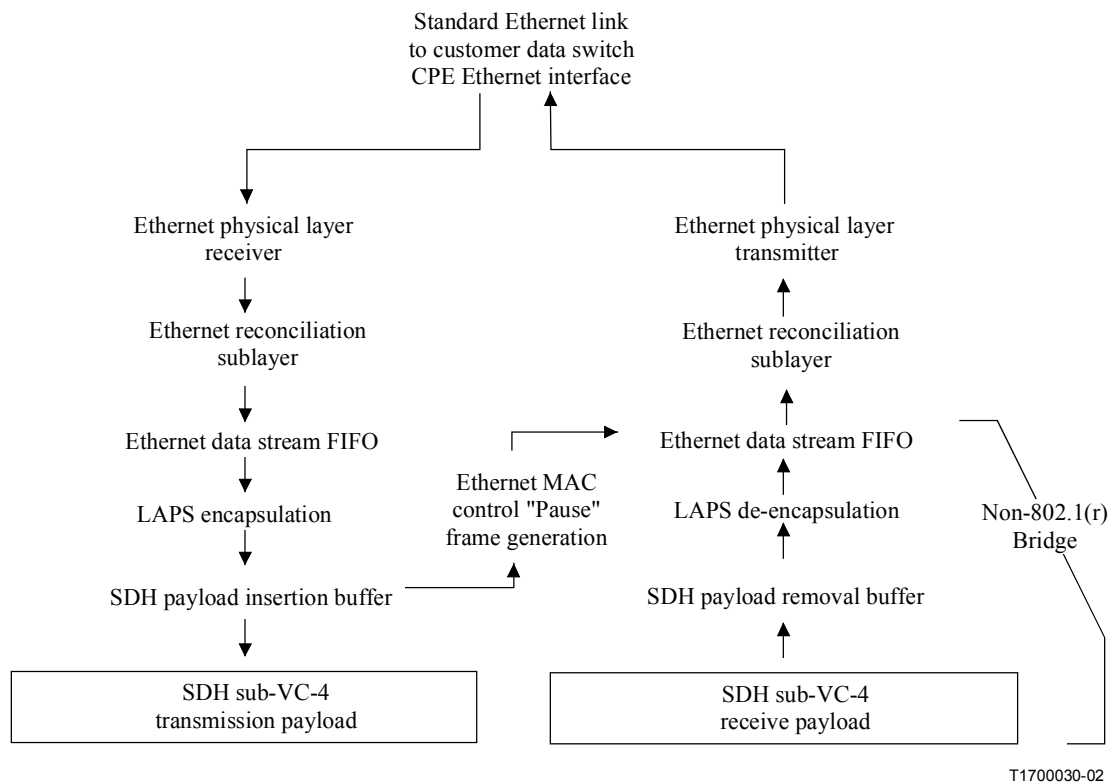 Standard Ethernet link
to customer data switch
CPE Ethernet interface
Ethernet physical layer
receiver
Ethernet reconciliation
sublayer
Ethernet data stream FIFO
LAPS encapsulation
SDH payload insertion buffer
SDH sub-VC-4
transmission payload
Ethernet MAC
control "Pause"
frame generation
Ethernet physical layer
transmitter
Ethernet reconciliation
sublayer
Ethernet data stream FIFO
LAPS de-encapsulation
SDH payload removal buffer
SDH sub-VC-4
receive payload
Non-802.1(r)
Bridge
T1700030-02